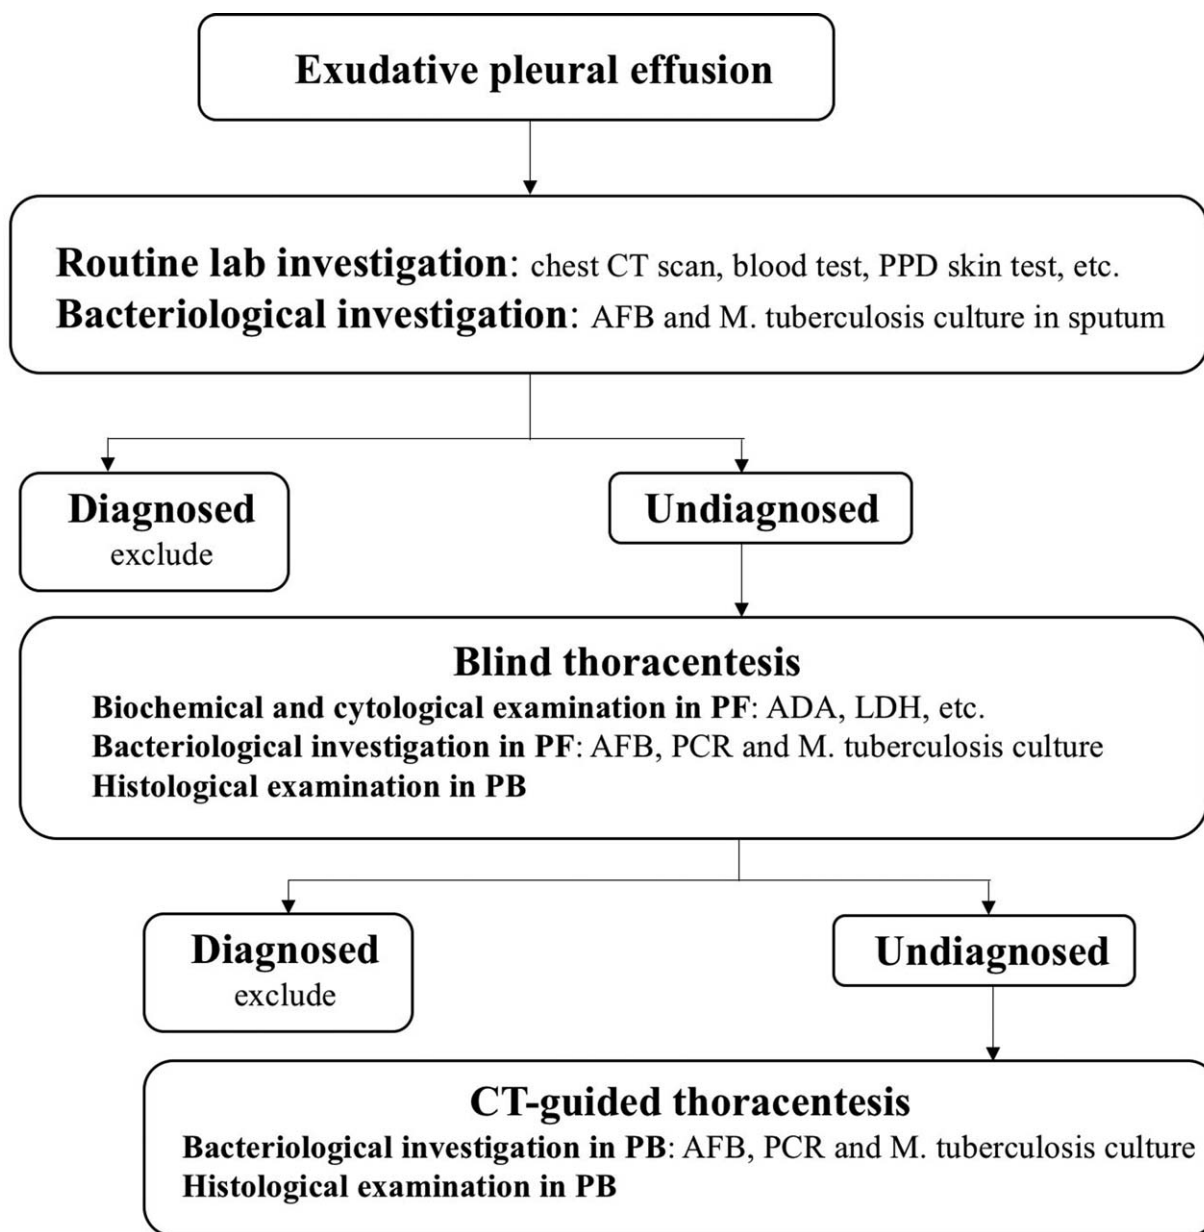 Exudative pleural effusion
Routine lab investigation: chest CT scan, blood test, PPD skin test, etc.
Bacteriological investigation: AFB and M. tuberculosis culture in sputum
Diagnosed
exclude
Undiagnosed
Blind thoracentesis
Biochemical and cytological examination in PF: ADA, LDH, etc.
Bacteriological investigation in PF: AFB, PCR and M. tuberculosis culture
Histological examination in PB
Diagnosed
exclude
Undiagnosed
CT-guided thoracentesis
Bacteriological investigation in PB: AFB, PCR and M. tuberculosis culture
Histological examination in PB